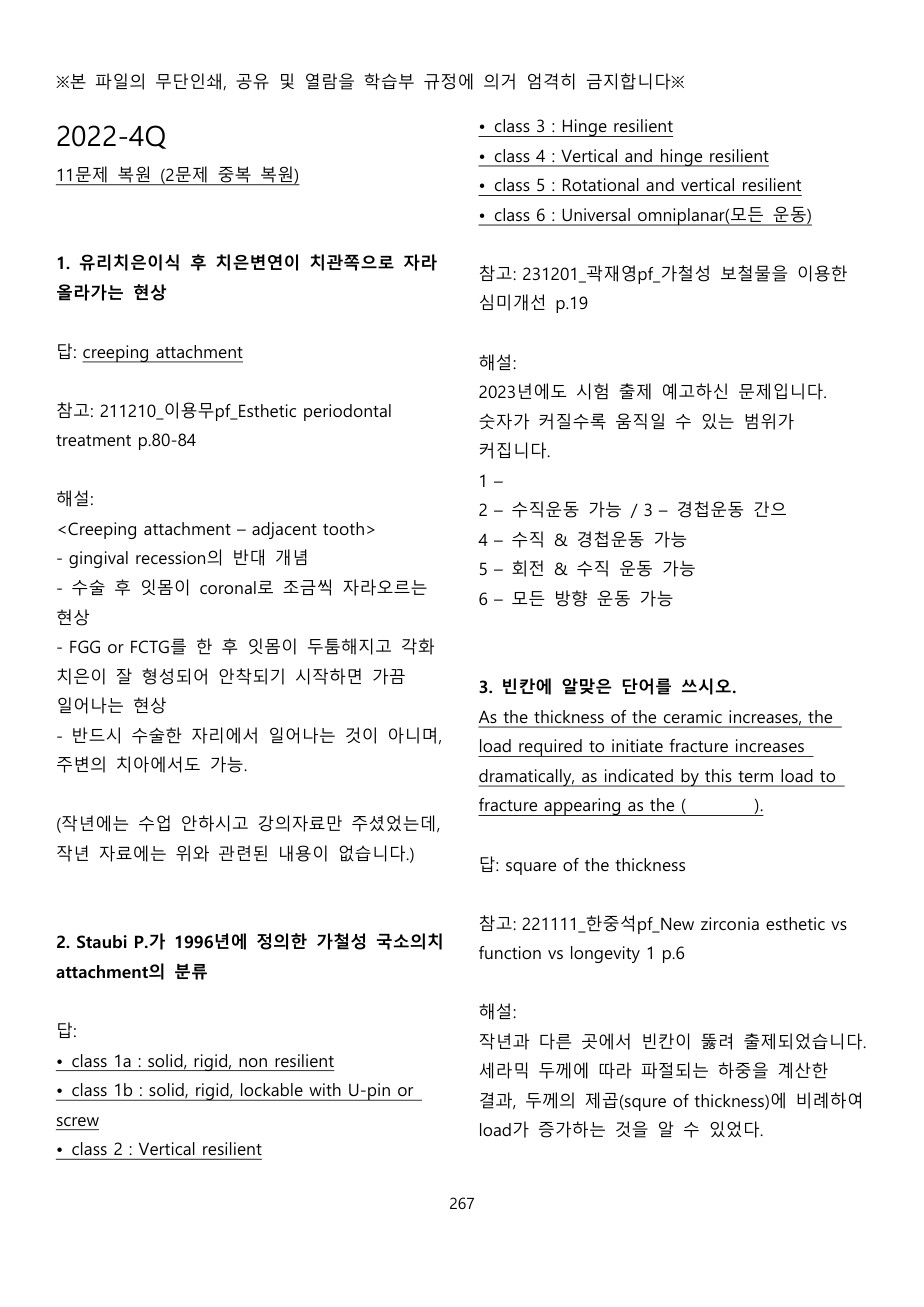 ※본 파일의 무단인쇄, 공유 및 열람을 학습부 규정에 의거 엄격히 금지합니다※
2022-4Q
11문제 복원 (2문제 중복 복원)
1. 유리치은이식 후 치은변연이 치관쪽으로 자라
올라가는 현상
답: creeping attachment
참고: 211210_이용무pf_Esthetic periodontal
treatment p.80-84
해설:
<Creeping attachment – adjacent tooth>
- gingival recession의 반대 개념
- 수술 후 잇몸이 coronal로 조금씩 자라오르는
현상
- FGG or FCTG를 한 후 잇몸이 두툼해지고 각화
치은이 잘 형성되어 안착되기 시작하면 가끔
일어나는 현상
- 반드시 수술한 자리에서 일어나는 것이 아니며,
주변의 치아에서도 가능.
(작년에는 수업 안하시고 강의자료만 주셨었는데,
작년 자료에는 위와 관련된 내용이 없습니다.)
2. Staubi P.가 1996년에 정의한 가철성 국소의치
attachment의 분류
답:
• class 1a : solid, rigid, non resilient
• class 1b : solid, rigid, lockable with U-pin or
screw
• class 2 : Vertical resilient
• class 3 : Hinge resilient
• class 4 : Vertical and hinge resilient
• class 5 : Rotational and vertical resilient
• class 6 : Universal omniplanar(모든 운동)
참고: 231201_곽재영pf_가철성 보철물을 이용한
심미개선 p.19
해설:
2023년에도 시험 출제 예고하신 문제입니다.
숫자가 커질수록 움직일 수 있는 범위가
커집니다.
1 –
2 – 수직운동 가능 / 3 – 경첩운동 간으
4 – 수직 & 경첩운동 가능
5 – 회전 & 수직 운동 가능
6 – 모든 방향 운동 가능
3. 빈칸에 알맞은 단어를 쓰시오.
As the thickness of the ceramic increases, the
load required to initiate fracture increases
dramatically, as indicated by this term load to
fracture appearing as the (        ).
답: square of the thickness
참고: 221111_한중석pf_New zirconia esthetic vs
function vs longevity 1 p.6
해설:
작년과 다른 곳에서 빈칸이 뚫려 출제되었습니다.
세라믹 두께에 따라 파절되는 하중을 계산한
결과, 두께의 제곱(squre of thickness)에 비례하여
load가 증가하는 것을 알 수 있었다.
267